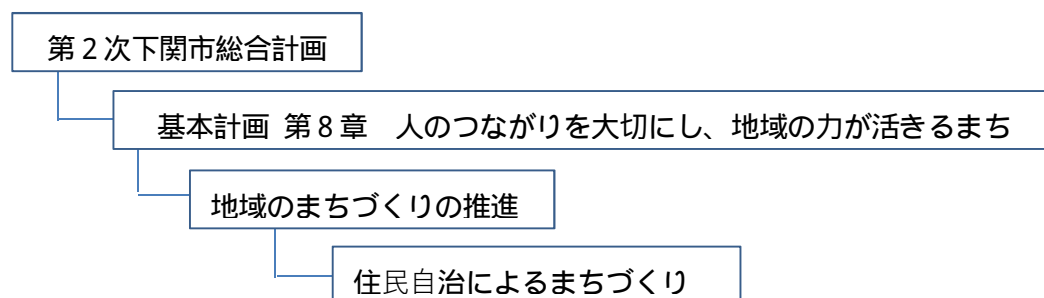 第2次下関市総合計画
基本計画 第8章 人のつながりを大切にし、地域の力が活きるまち
地域のまちづくりの推進
住民自治によるまちづくり